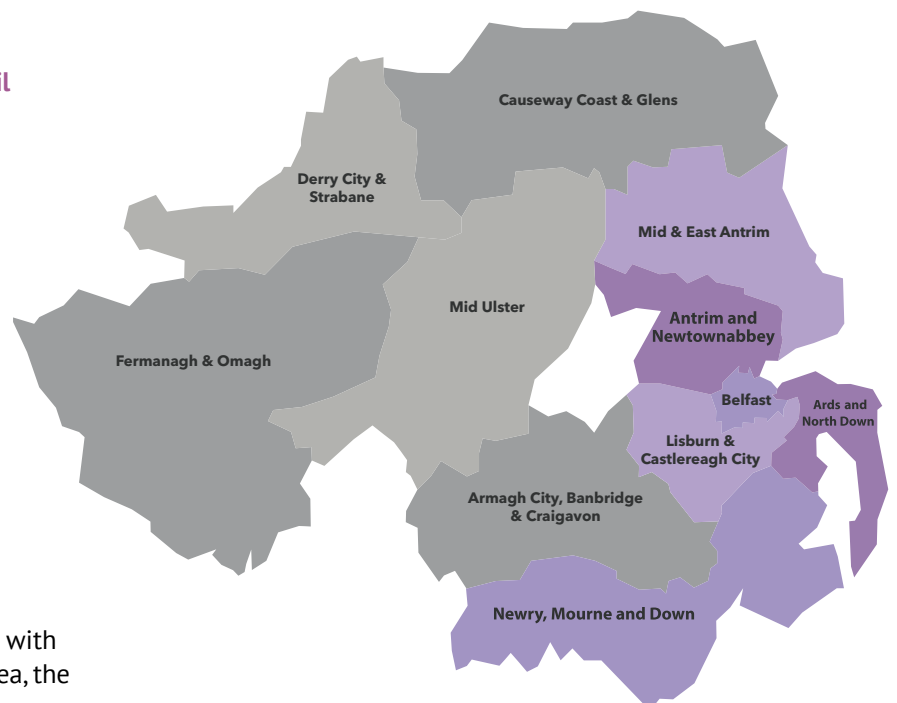 il
Causeway Coast & Glens
Derry City &
Strabane
Mid & East Antrim
Mid Ulster
Antrim and
Newtownabbey
Fermanagh & Omagh
Belfast
Ards and
North Down
Lisburn &
Castlereagh City
Armagh City, Banbridge
& Craigavon
Newry, Mourne and Down
with
ea, the